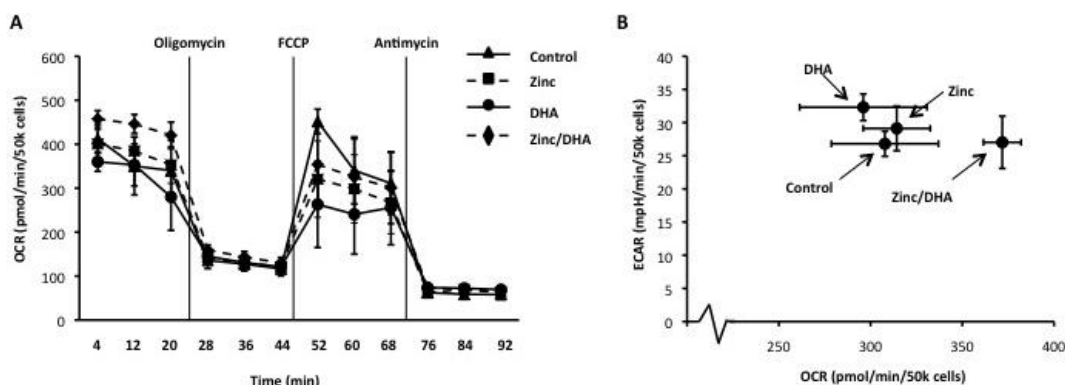 A
Oligomycin
FCCP
Antimycin
600
500
400
300
200
100
0
OCR (pmol/min/50k cells)
4 12 20 28 36 44 52 60 68 76 84 92
Time (min)
Control
Zinc
DHA
Zinc/DHA
B
40
35
30
25
20
15
10
5
0
ECAR (mpH/min/50k cells)
DHA
Zinc
Control
Zinc/DHA
250 300 350 400
OCR (pmol/min/50k cells)